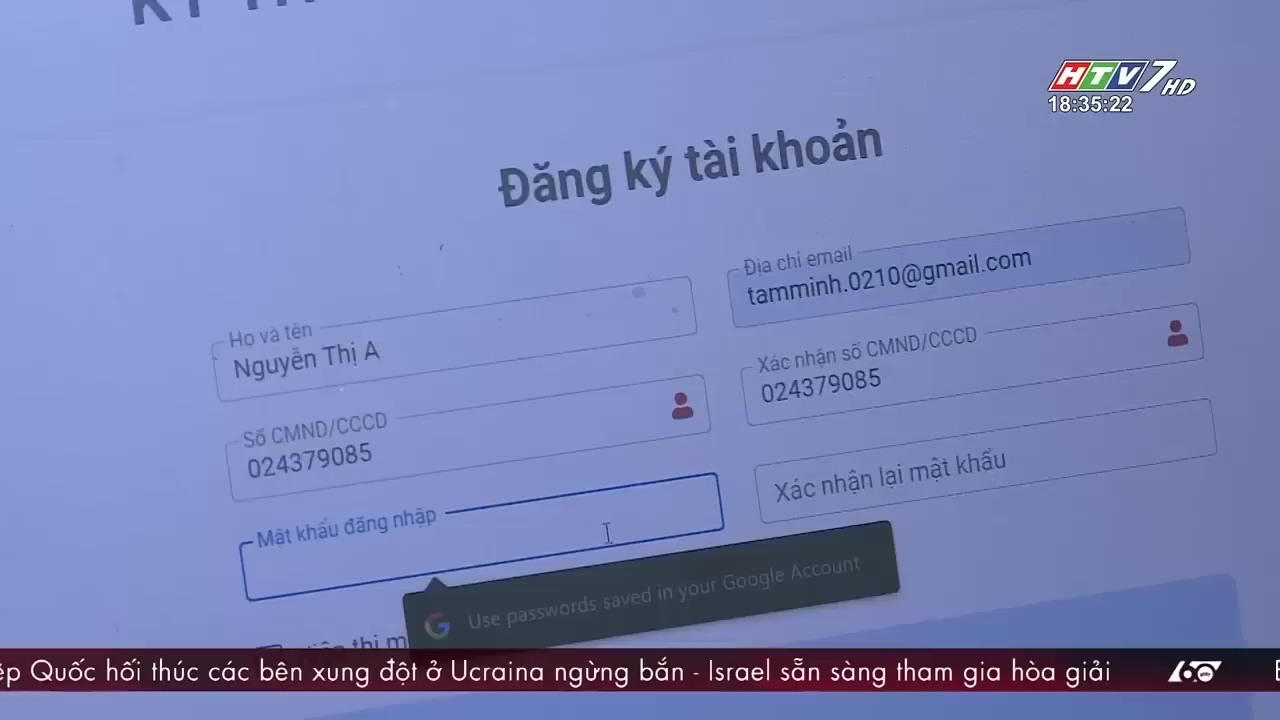 HTV7 HD
18:35:22
Đăng ký tài khoản
Họ và tên
Nguyễn Thị A
Địa chỉ email
tamminh.0210@gmail.com
Số CMND/CCCD
024379085
Xác nhận số CMND/CCCD
024379085
Mật khẩu đăng nhập
Xác nhận lại mật khẩu
Use passwords saved in your Google Account
Quốc hối thúc các bên xung đột ở Ucraina ngừng bắn - Israel sẵn sàng tham gia hòa giải
60 giây